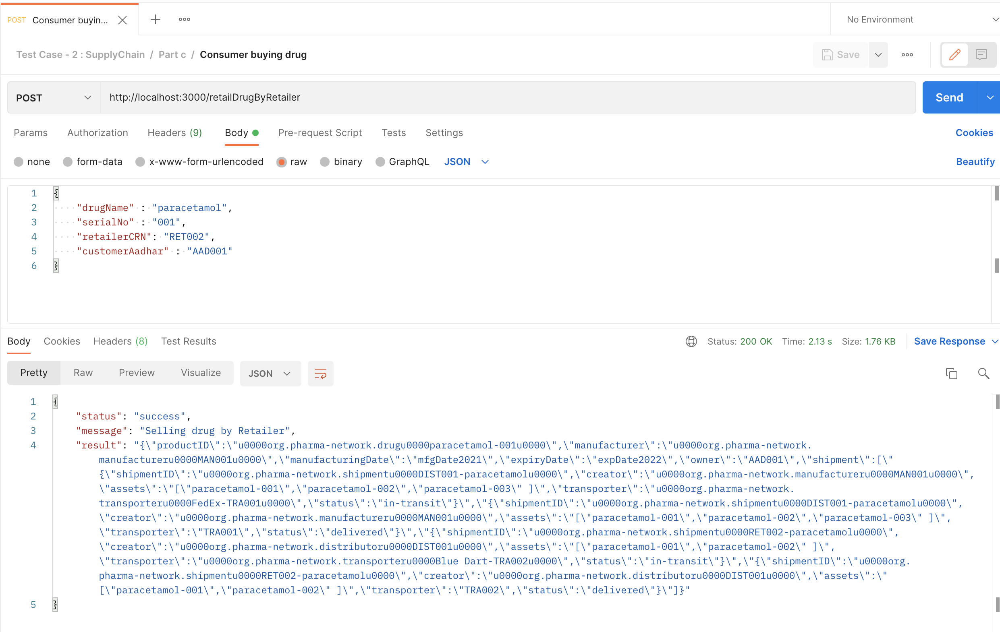 POST Consumer buyin...
No Environment
Test Case - 2 : SupplyChain / Part c / Consumer buying drug
Save
POST http://localhost:3000/retailDrugByRetailer Send
Params Authorization Headers (9) Body Pre-request Script Tests Settings Cookies
none form-data x-www-form-urlencoded raw binary GraphQL JSON Beautify
1 {
2 "drugName" : "paracetamol",
3 "serialNo" : "001",
4 "retailerCRN": "RET002",
5 "customerAadhar" : "AAD001"
6 }
Body Cookies Headers (8) Test Results Status: 200 OK Time: 2.13 s Size: 1.76 KB Save Response
Pretty Raw Preview Visualize JSON
1 {
2 "status": "success",
3 "message": "Selling drug by Retailer",
4 "result": "{\"productID\":\"u0000org.pharma-network.drugu0000paracetamol-001u0000\",\"manufacturer\":\"u0000org.pharma-network.
manufactureru0000MAN001u0000\",\"manufacturingDate\":\"mfgDate2021\",\"expiryDate\":\"expDate2022\",\"owner\":\"AAD001\",\"shipment\":[\"
{\"shipmentID\":\"u0000org.pharma-network.shipmentu0000DIST001-paracetamolu0000\",\"creator\":\"u0000org.pharma-network.manufactureru0000MAN001u0000\",
\"assets\":\"[\"paracetamol-001\",\"paracetamol-002\",\"paracetamol-003\" ]\",\"transporter\":\"u0000org.pharma-network.
transporteru0000FedEx-TRA001u0000\",\"status\":\"in-transit\"}\",\"{\"shipmentID\":\"u0000org.pharma-network.shipmentu0000DIST001-paracetamolu0000\",
\"creator\":\"u0000org.pharma-network.manufactureru0000MAN001u0000\",\"assets\":\"[\"paracetamol-001\",\"paracetamol-002\",\"paracetamol-003\" ]\",
\"transporter\":\"TRA001\",\"status\":\"delivered\"}\",\"{\"shipmentID\":\"u0000org.pharma-network.shipmentu0000RET002-paracetamolu0000\",
\"creator\":\"u0000org.pharma-network.distributoru0000DIST001u0000\",\"assets\":\"[\"paracetamol-001\",\"paracetamol-002\" ]\",
\"transporter\":\"u0000org.pharma-network.transporteru0000Blue Dart-TRA002u0000\",\"status\":\"in-transit\"}\",\"{\"shipmentID\":\"u0000org.
pharma-network.shipmentu0000RET002-paracetamolu0000\",\"creator\":\"u0000org.pharma-network.distributoru0000DIST001u0000\",\"assets\":\"
[\"paracetamol-001\",\"paracetamol-002\" ]\",\"transporter\":\"TRA002\",\"status\":\"delivered\"}\"]}"
5 }